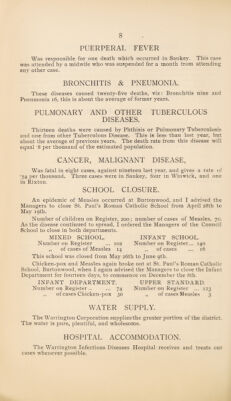 8
PUERPERAL FEVER
Was responsible for one death which occurred in Sankey. This case
was attended by a midwife who was suspended for a month from attending
any other case.
BRONCHITIS & PNEUMONIA.
These diseases caused twenty-five deaths, viz: Bronchitis nine and
Pneumonia 16, this is about the average of former years.
PULMONARY AND OTHER TUBERCULOUS
DISEASES.
Thirteen deaths were caused by Phthisis or Pulmonary Tuberculosis
and one from other Tuberculous Disease. This is less than last year, but
about the average of previous years. The death rate from this disease will
equal of per thousand of the estimated population.
CANCER, MALIGNANT DISEASE,
Was fatal in eight cases, against nineteen last year, and gives a rate of
per thousand. Three cases were in Sankey, four in Winwick, and one
in Rixton.
SCHOOL CLOSURE.
An epidemic of Measles occurred at Bartonwood, and I advised the
Managers to close St. Paul's Roman Catholic School from April 28th to
May 19th.
Number of children on Register, 200; number of cases of Measles, 70.
As the disease continued to spread, I ordered the Managers of the Council
School to close in both departments.
MIXED SCHOOL. INFANT SCHOOL.
Number on Register ... 202 Number on Register ... 140
„ of cases of Measles 14 „ of cases ... 16
This school was closed from May 26th to June 9th.
Chicken-pox and Measles again broke out at St. Paul's Roman Catholic
School, Bartonwood, when I again advised the Managers to close the Infant
Department for fourteen days, to commence on December the 8th.
INFANT DEPARTMENT. UPPER STANDARD.
Number on Register .. ... 74 Number on Register ... 123
„ of cases Chicken-pox 30 „ of cases Measles 3
WATER SUPPLY.
The Warrington Corporation supplies the greater portion of the district.
The water is pure, plentiful, and wholesome.
HOSPITAL ACCOMMODATION.
The Warrington Infectious Diseases Hospital receives and treats our
cases whenever possible.